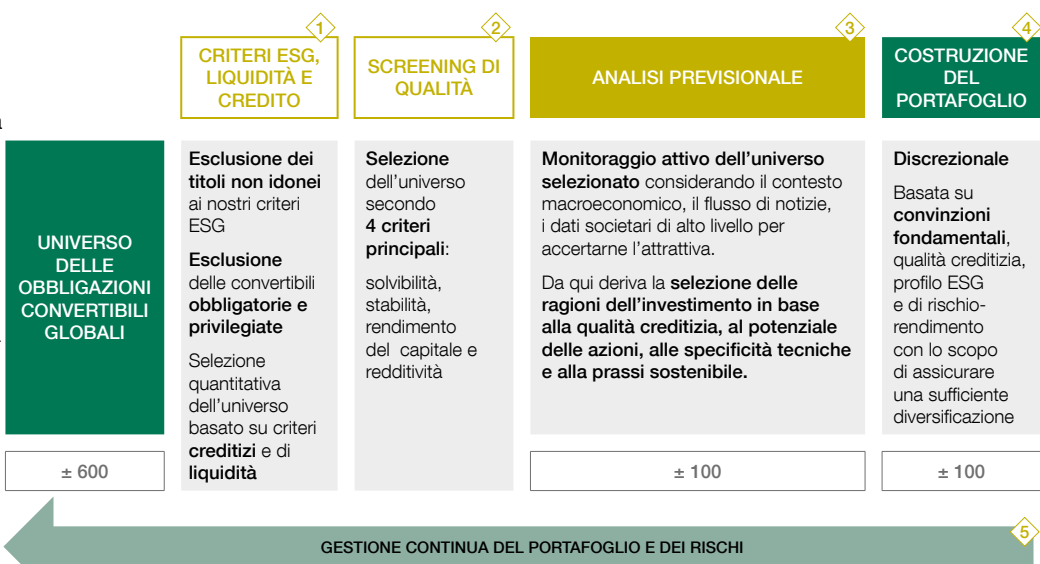 1
CRITERI ESG,
LIQUIDITÀ E
CREDITO
2
SCREENING DI
QUALITÀ
3
ANALISI PREVISIONALE
4
COSTRUZIONE
DEL
PORTAFOGLIO
UNIVERSO
DELLE
OBBLIGAZIONI
CONVERTIBILI
GLOBALI
± 600
Esclusione dei
titoli non idonei
ai nostri criteri
ESG
Esclusione
delle convertibili
obbligatorie e
privilegiate
Selezione
quantitativa
dell'universo
basato su criteri
creditizi e di
liquidità
Selezione
dell'universo
secondo
4 criteri
principali:
solvibilità,
stabilità,
rendimento
del capitale e
redditività
Monitoraggio attivo dell'universo
selezionato considerando il contesto
macroeconomico, il flusso di notizie,
i dati societari di alto livello per
accertarne l'attrattiva.
Da qui deriva la selezione delle
ragioni dell'investimento in base
alla qualità creditizia, al potenziale
delle azioni, alle specificità tecniche
e alla prassi sostenibile.
± 100
Discrezionale
Basata su
convinzioni
fondamentali,
qualità creditizia,
profilo ESG
e di rischio-
rendimento
con lo scopo
di assicurare
una sufficiente
diversificazione
± 100
5
GESTIONE CONTINUA DEL PORTAFOGLIO E DEI RISCHI